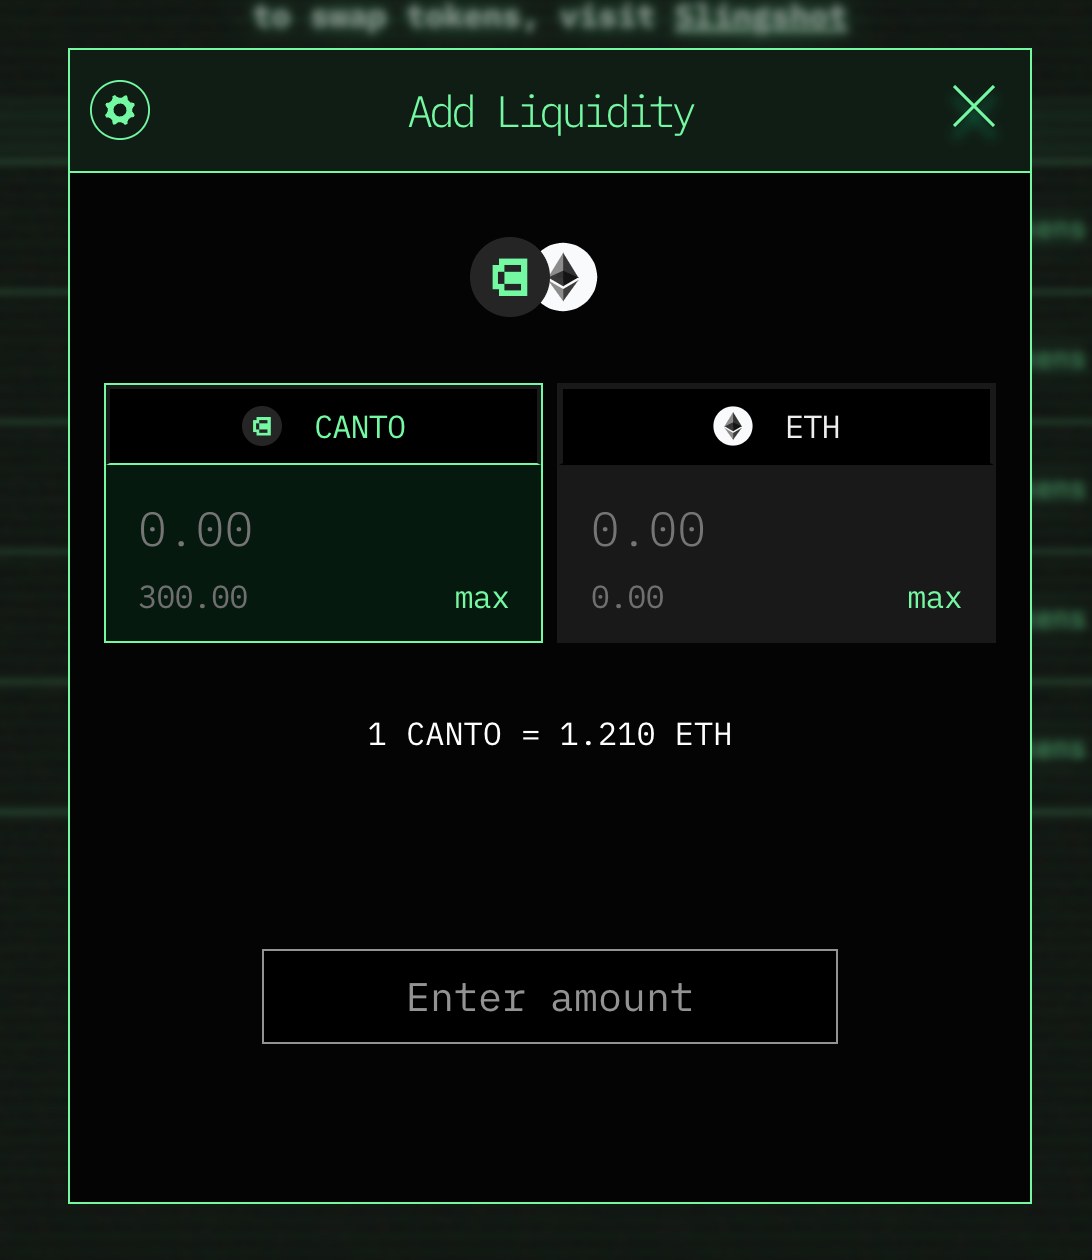 to swap tokens, visit Slingshot
Add Liquidity
CANTO
ETH
0.00
0.00
300.00 max
0.00 max
1 CANTO = 1.210 ETH
Enter amount